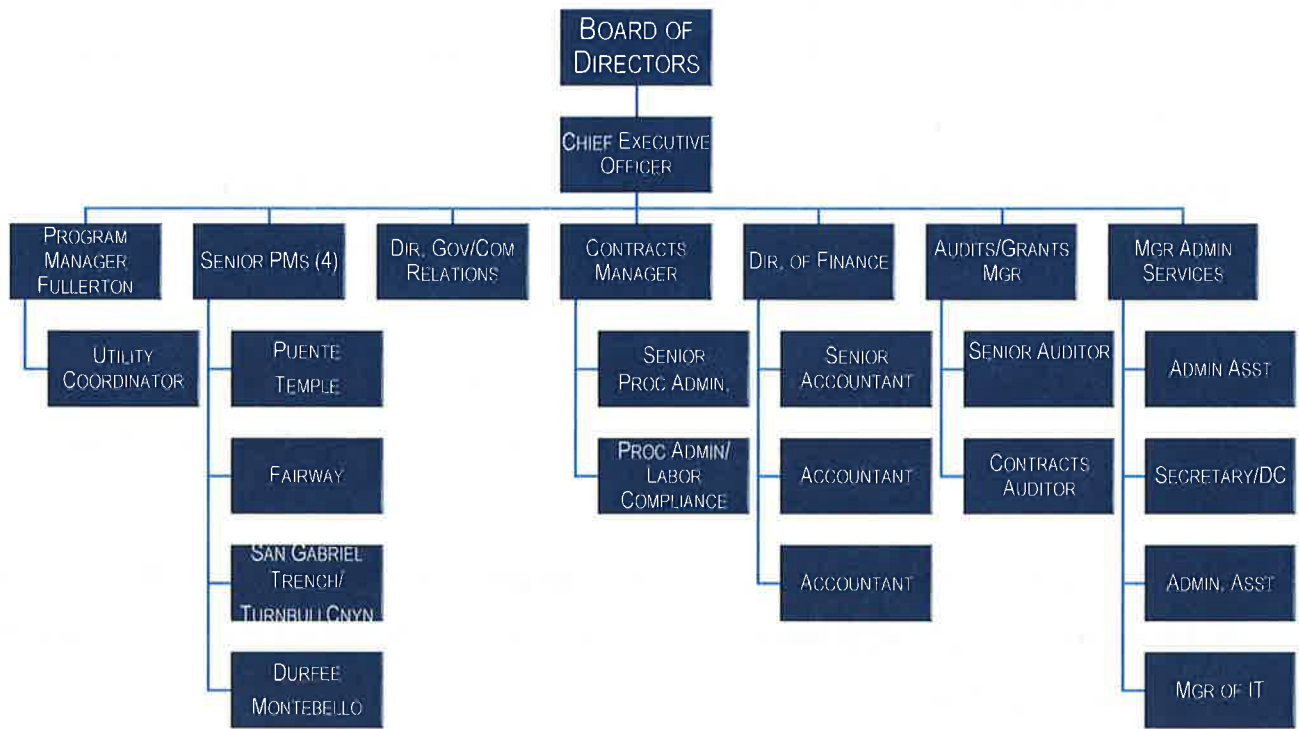 BOARD OF
DIRECTORS
CHIEF EXECUTIVE
OFFICER
PROGRAM
MANAGER
FULLERTON
SENIOR PMS (4)
DIR. GOV/COM
RELATIONS
CONTRACTS
MANAGER
DIR. OF FINANCE
AUDITS/GRANTS
MGR
MGR ADMIN
SERVICES
UTILITY
COORDINATOR
PUENTE
TEMPLE
SENIOR
PROC ADMIN.
SENIOR
ACCOUNTANT
SENIOR AUDITOR
ADMIN ASST
FAIRWAY
PROC ADMIN/
LABOR
COMPLIANCE
ACCOUNTANT
CONTRACTS
AUDITOR
SECRETARY/DC
SAN GABRIEL
TRENCH/
TURNBULLCNYN
ACCOUNTANT
ADMIN. ASST
DURFEE
MONTEBELLO
MGR OF IT